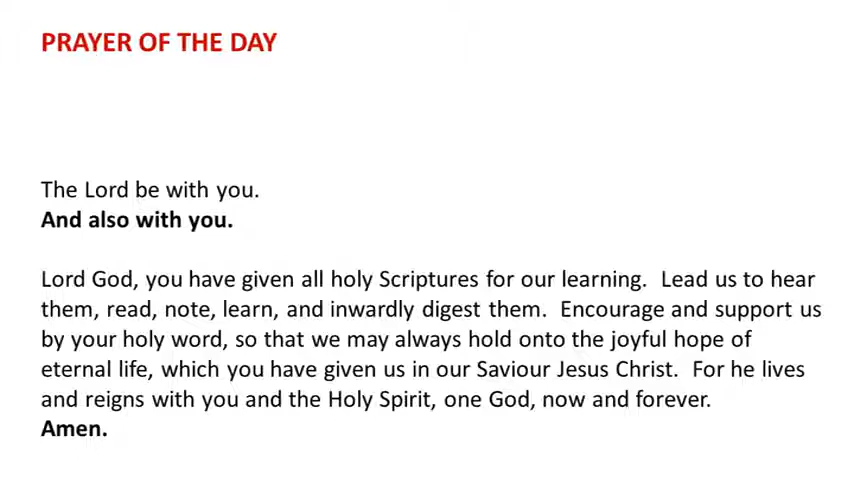 PRAYER OF THE DAY
The Lord be with you.
And also with you.
Lord God, you have given all holy Scriptures for our learning.  Lead us to hear
them, read, note, learn, and inwardly digest them.  Encourage and support us
by your holy word, so that we may always hold onto the joyful hope of
eternal life, which you have given us in our Saviour Jesus Christ.  For he lives
and reigns with you and the Holy Spirit, one God, now and forever.
Amen.